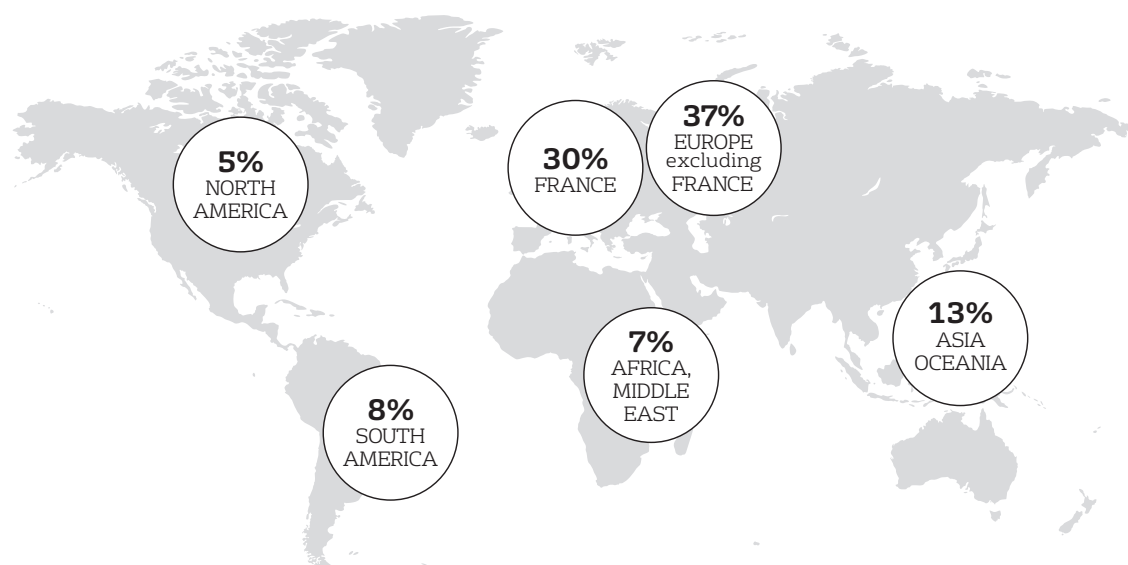 5%
NORTH
AMERICA
30%
FRANCE
37%
EUROPE
excluding
FRANCE
8%
SOUTH
AMERICA
7%
AFRICA,
MIDDLE
EAST
13%
ASIA
OCEANIA